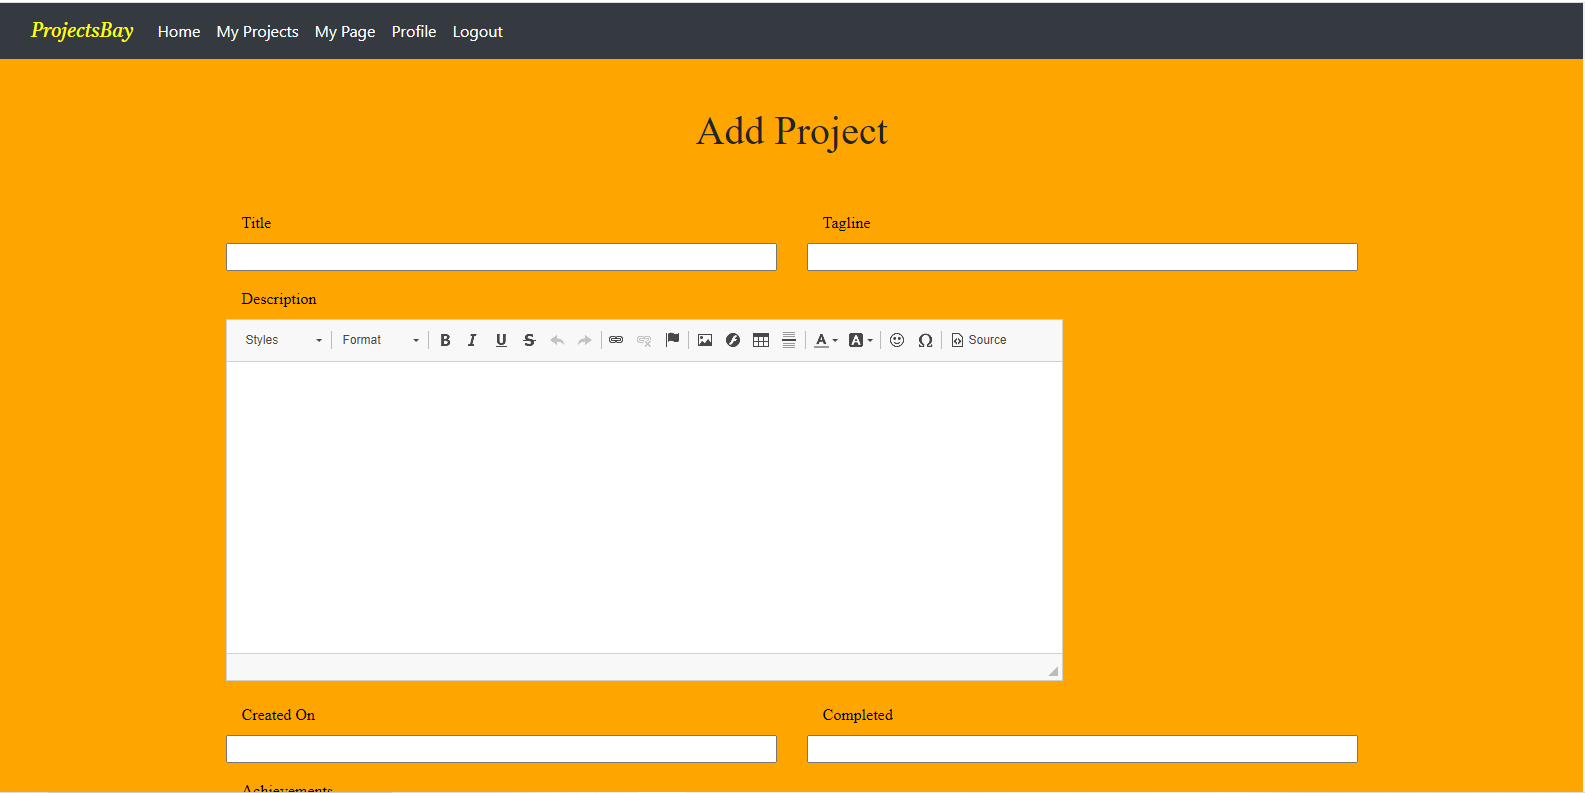 ProjectsBay Home My Projects My Page Profile Logout
Add Project
Title Tagline
Description
Styles Format B I U S A A Ω Source
Created On Completed
Achievements